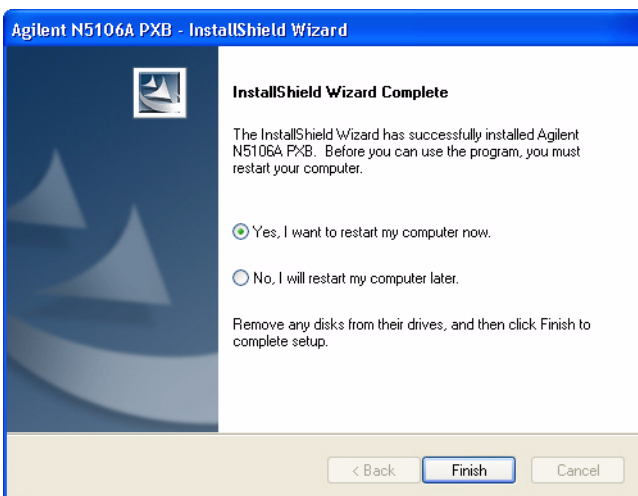 Agilent N5106A PXB - InstallShield Wizard
InstallShield Wizard Complete
The InstallShield Wizard has successfully installed Agilent
N5106A PXB.  Before you can use the program, you must
restart your computer.
Yes, I want to restart my computer now.
No, I will restart my computer later.
Remove any disks from their drives, and then click Finish to
complete setup.
< Back
Finish
Cancel